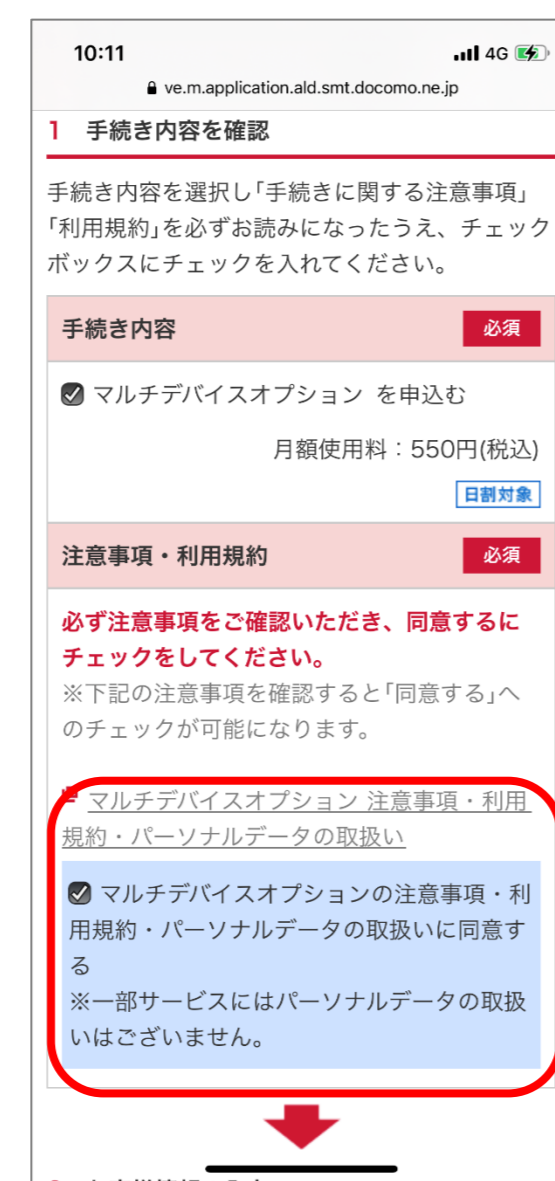 10:11
4G
ve.m.application.ald.smt.docomo.ne.jp
1 手続き内容を確認
手続き内容を選択し「手続きに関する注意事項」
「利用規約」を必ずお読みになったうえ、チェック
ボックスにチェックを入れてください。
手続き内容 必須
マルチデバイスオプション を申込む
月額使用料：550円(税込)
日割対象
注意事項・利用規約 必須
必ず注意事項をご確認いただき、同意するに
チェックをしてください。
※下記の注意事項を確認すると「同意する」へ
のチェックが可能になります。
マルチデバイスオプション 注意事項・利用
規約・パーソナルデータの取扱い
マルチデバイスオプションの注意事項・利
用規約・パーソナルデータの取扱いに同意す
る
※一部サービスにはパーソナルデータの取扱
いはございません。